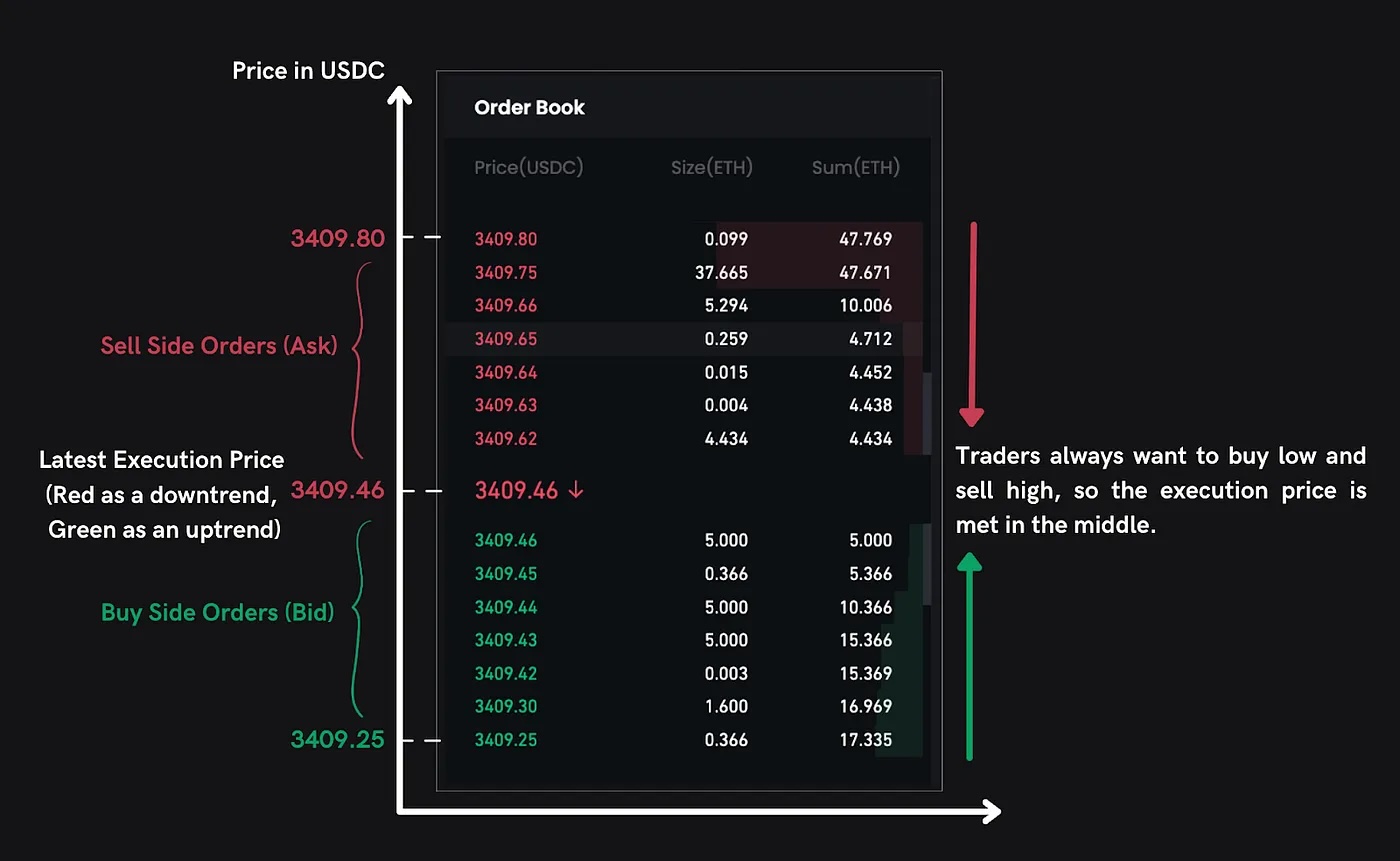 Price in USDC
Order Book
Price(USDC) Size(ETH) Sum(ETH)
3409.80 3409.80 0.099 47.769
3409.75 37.665 47.671
3409.66 5.294 10.006
Sell Side Orders (Ask) 3409.65 0.259 4.712
3409.64 0.015 4.452
3409.63 0.004 4.438
3409.62 4.434 4.434
Latest Execution Price
(Red as a downtrend,
Green as an uptrend)
3409.46 3409.46 ↓
Traders always want to buy low and
sell high, so the execution price is
met in the middle.
3409.46 5.000 5.000
3409.45 0.366 5.366
Buy Side Orders (Bid) 3409.44 5.000 10.366
3409.43 5.000 15.366
3409.42 0.003 15.369
3409.30 1.600 16.969
3409.25 3409.25 0.366 17.335